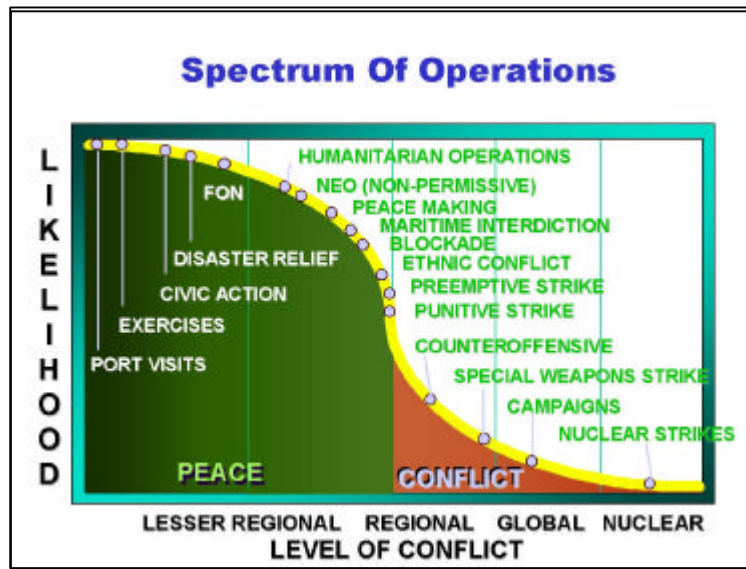 Spectrum Of Operations
LIKELIHOOD
HUMANITARIAN OPERATIONS
FON
NEO (NON-PERMISSIVE)
PEACE MAKING
MARITIME INTERDICTION
BLOCKADE
DISASTER RELIEF
ETHNIC CONFLICT
CIVIC ACTION
PREEMPTIVE STRIKE
EXERCISES
PUNITIVE STRIKE
PORT VISITS
COUNTEROFFENSIVE
SPECIAL WEAPONS STRIKE
CAMPAIGNS
NUCLEAR STRIKES
PEACE
CONFLICT
LESSER REGIONAL REGIONAL GLOBAL NUCLEAR
LEVEL OF CONFLICT